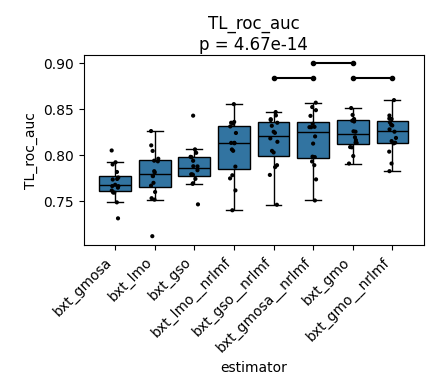 TL_roc_auc
p = 4.67e-14
0.90
0.85
0.80
0.75
TL_roc_auc
bxt_gmosa
bxt_lmo
bxt_gso
bxt_lmo__nrlmf
bxt_gso__nrlmf
bxt_gmosa__nrlmf
bxt_gmo
bxt_gmo__nrlmf
estimator